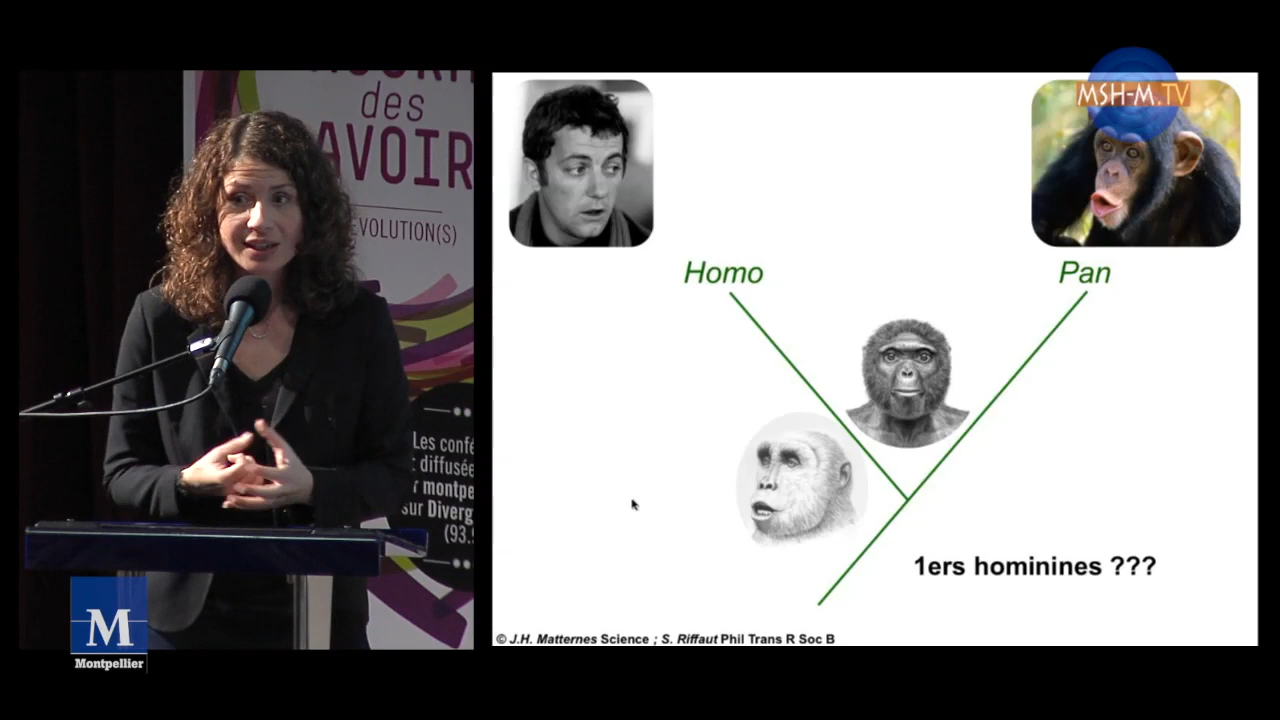 des
AVOIR
EVOLUTION(S)
Les confé
diffusée
montpe
sur Diverg
(93.
M
Montpellier
MSH-M.TV
Homo
Pan
1ers hominines ???
© J.H. Matternes Science ; S. Riffaut Phil Trans R Soc B